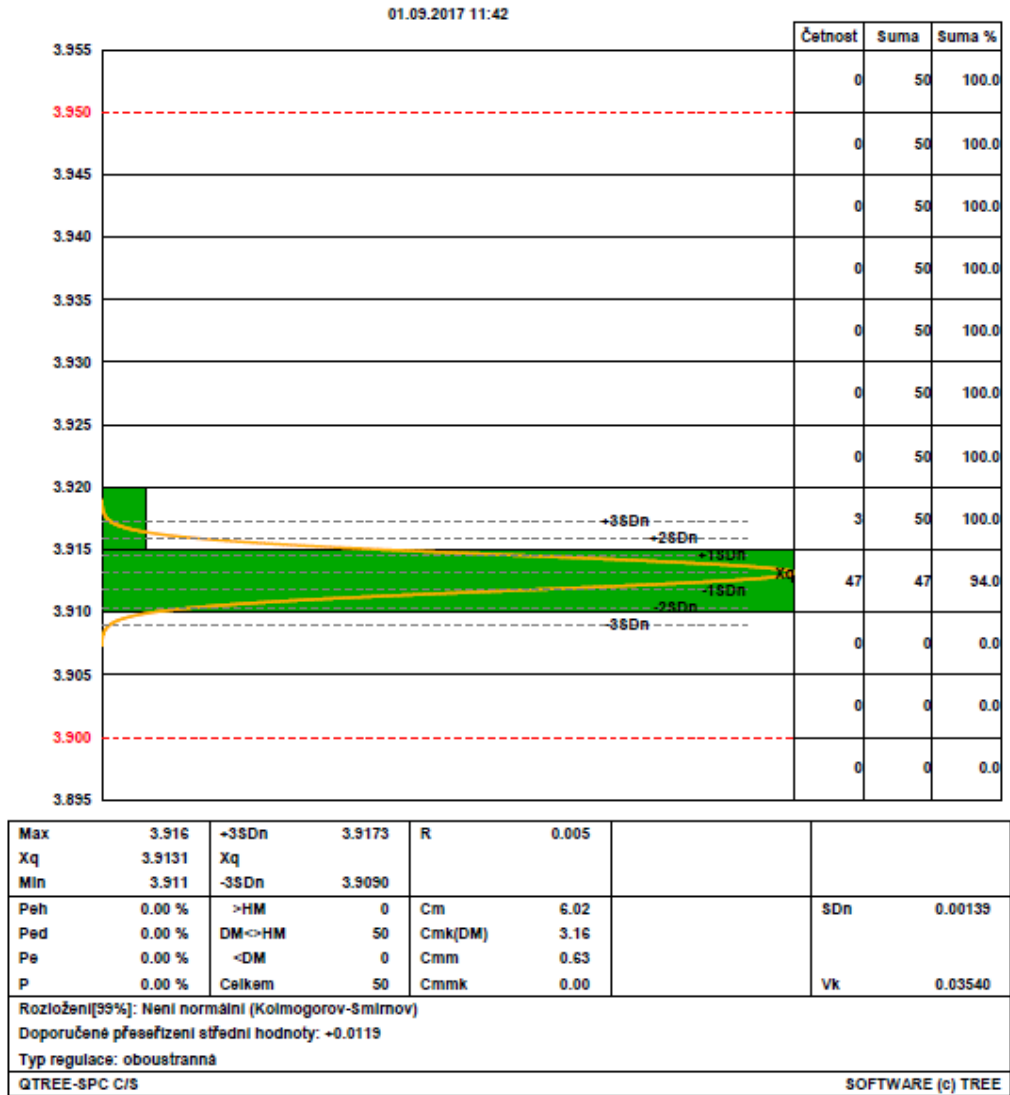 01.09.2017 11:42
Četnost Suma Suma %
3.955
0 50 100.0
3.950
0 50 100.0
3.945
0 50 100.0
3.940
0 50 100.0
3.935
0 50 100.0
3.930
0 50 100.0
3.925
0 50 100.0
3.920
+3SDn 3 50 100.0
+2SDn
3.915
+1SDn
Xq 47 47 94.0
-1SDn
-2SDn
3.910
-3SDn
0 0 0.0
3.905
0 0 0.0
3.900
0 0 0.0
3.895
Max 3.916 +3SDn 3.9173 R 0.005
Xq 3.9131 Xq
Min 3.911 -3SDn 3.9090
Peh 0.00 % >HM 0 Cm 6.02 SDn 0.00139
Ped 0.00 % DM<>HM 50 Cmk(DM) 3.16
Pe 0.00 % <DM 0 Cmm 0.63
P 0.00 % Celkem 50 Cmmk 0.00 Vk 0.03540
Rozložení[99%]: Není normální (Kolmogorov-Smirnov)
Doporučené přeseřízení střední hodnoty: +0.0119
Typ regulace: oboustranná
QTREE-SPC C/S SOFTWARE (c) TREE